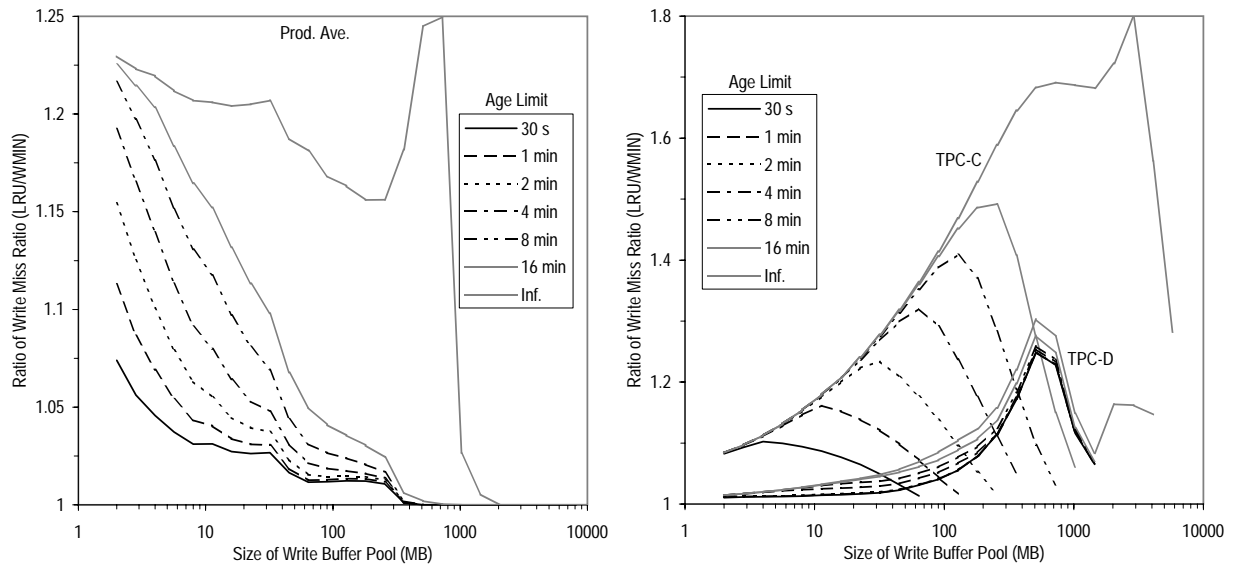 Ratio of Write Miss Ratio (LRU/WMIN)
1.25
1.2
1.15
1.1
1.05
1
Prod. Ave.
Age Limit
30 s
1 min
2 min
4 min
8 min
16 min
Inf.
1
10
100
1000
10000
Size of Write Buffer Pool (MB)
Ratio of Write Miss Ratio (LRU/WMIN)
1.8
1.6
1.4
1.2
1
Age Limit
30 s
1 min
2 min
4 min
8 min
16 min
Inf.
TPC-C
TPC-D
1
10
100
1000
10000
Size of Write Buffer Pool (MB)